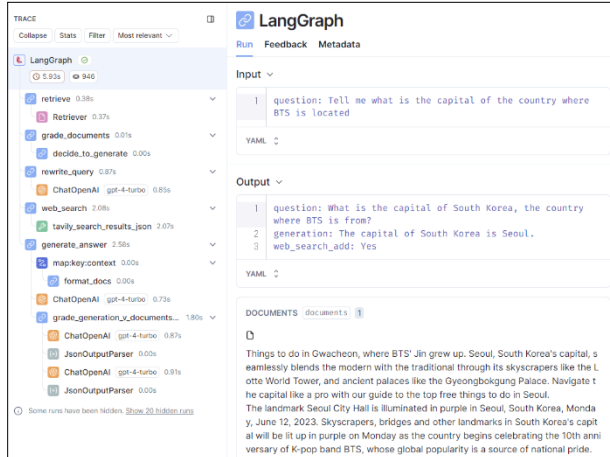 TRACE
Collapse Stats Filter Most relevant
LangGraph
5.93s 946
retrieve 0.38s
Retriever 0.37s
grade_documents 0.01s
decide_to_generate 0.00s
rewrite_query 0.87s
ChatOpenAI gpt-4-turbo 0.85s
web_search 2.08s
tavily_search_results_json 2.07s
generate_answer 2.58s
map:key:context 0.00s
format_docs 0.00s
ChatOpenAI gpt-4-turbo 0.73s
grade_generation_v_documents... 1.80s
ChatOpenAI gpt-4-turbo 0.87s
JsonOutputParser 0.00s
ChatOpenAI gpt-4-turbo 0.91s
JsonOutputParser 0.00s
Some runs have been hidden. Show 20 hidden runs
LangGraph
Run Feedback Metadata
Input
1 question: Tell me what is the capital of the country where
BTS is located
YAML
Output
1 question: What is the capital of South Korea, the country
where BTS is from?
2 generation: The capital of South Korea is Seoul.
3 web_search_add: Yes
YAML
DOCUMENTS documents 1
Things to do in Gwacheon, where BTS' Jin grew up. Seoul, South Korea's capital, s
eamlessly blends the modern with the traditional through its skyscrapers like the L
otte World Tower, and ancient palaces like the Gyeongbokgung Palace. Navigate t
he capital like a pro with our guide to the top free things to do in Seoul.
The landmark Seoul City Hall is illuminated in purple in Seoul, South Korea, Monda
y, June 12, 2023. Skyscrapers, bridges and other landmarks in South Korea's capit
al will be lit up in purple on Monday as the country begins celebrating the 10th anni
versary of K-pop band BTS, whose global popularity is a source of national pride.